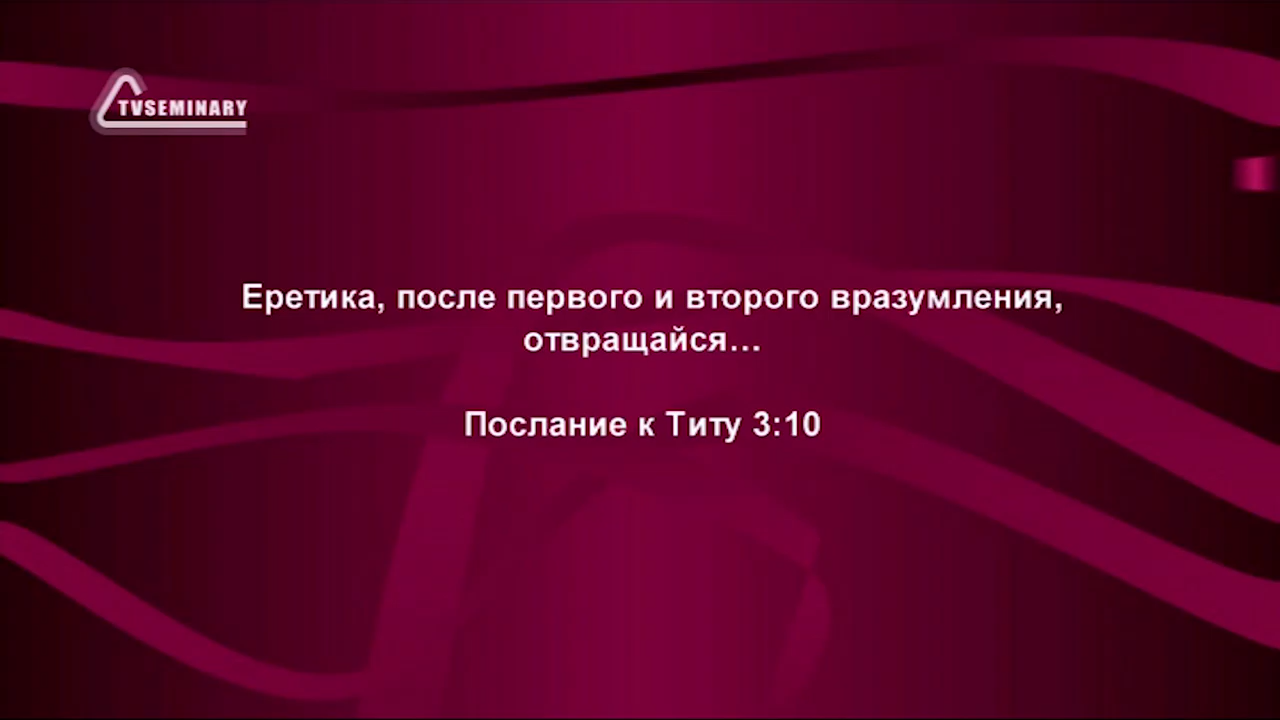 TVSEMINARY
Еретика, после первого и второго вразумления,
отвращайся...
Послание к Титу 3:10